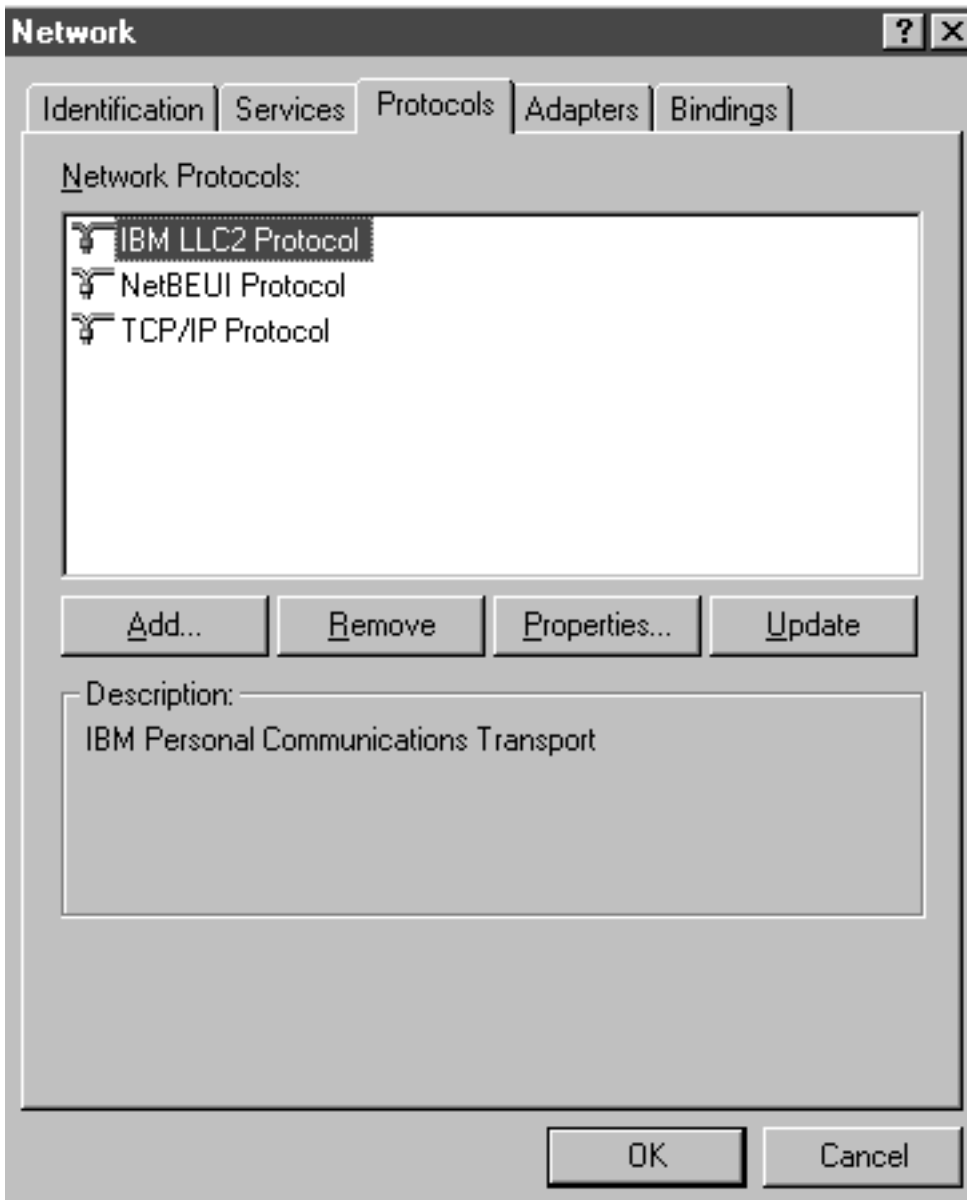 Network
Identification Services Protocols Adapters Bindings
Network Protocols:
IBM LLC2 Protocol
NetBEUI Protocol
TCP/IP Protocol
Add... Remove Properties... Update
Description:
IBM Personal Communications Transport
OK Cancel